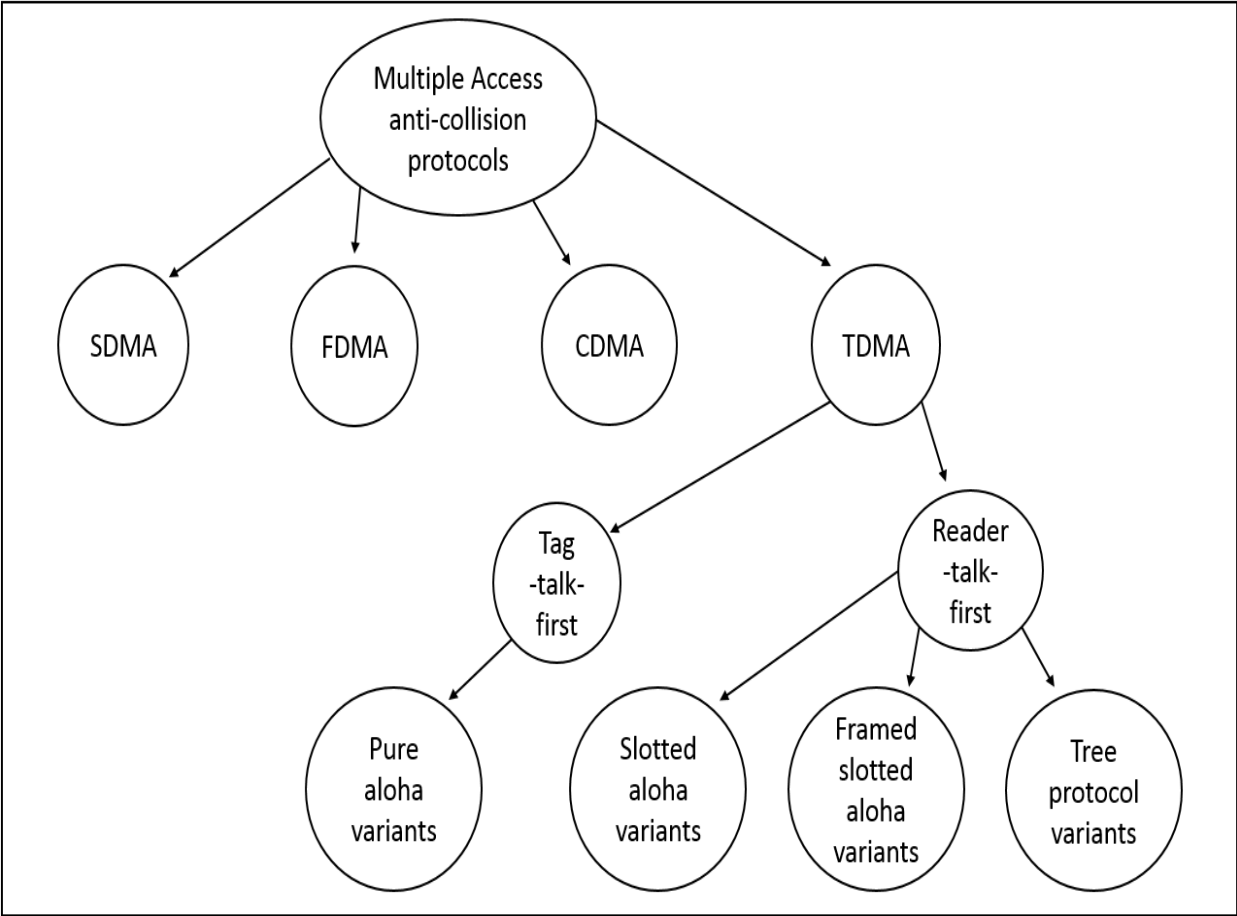 Multiple Access
anti-collision
protocols
SDMA
FDMA
CDMA
TDMA
Tag
-talk-
first
Reader
-talk-
first
Pure
aloha
variants
Slotted
aloha
variants
Framed
slotted
aloha
variants
Tree
protocol
variants